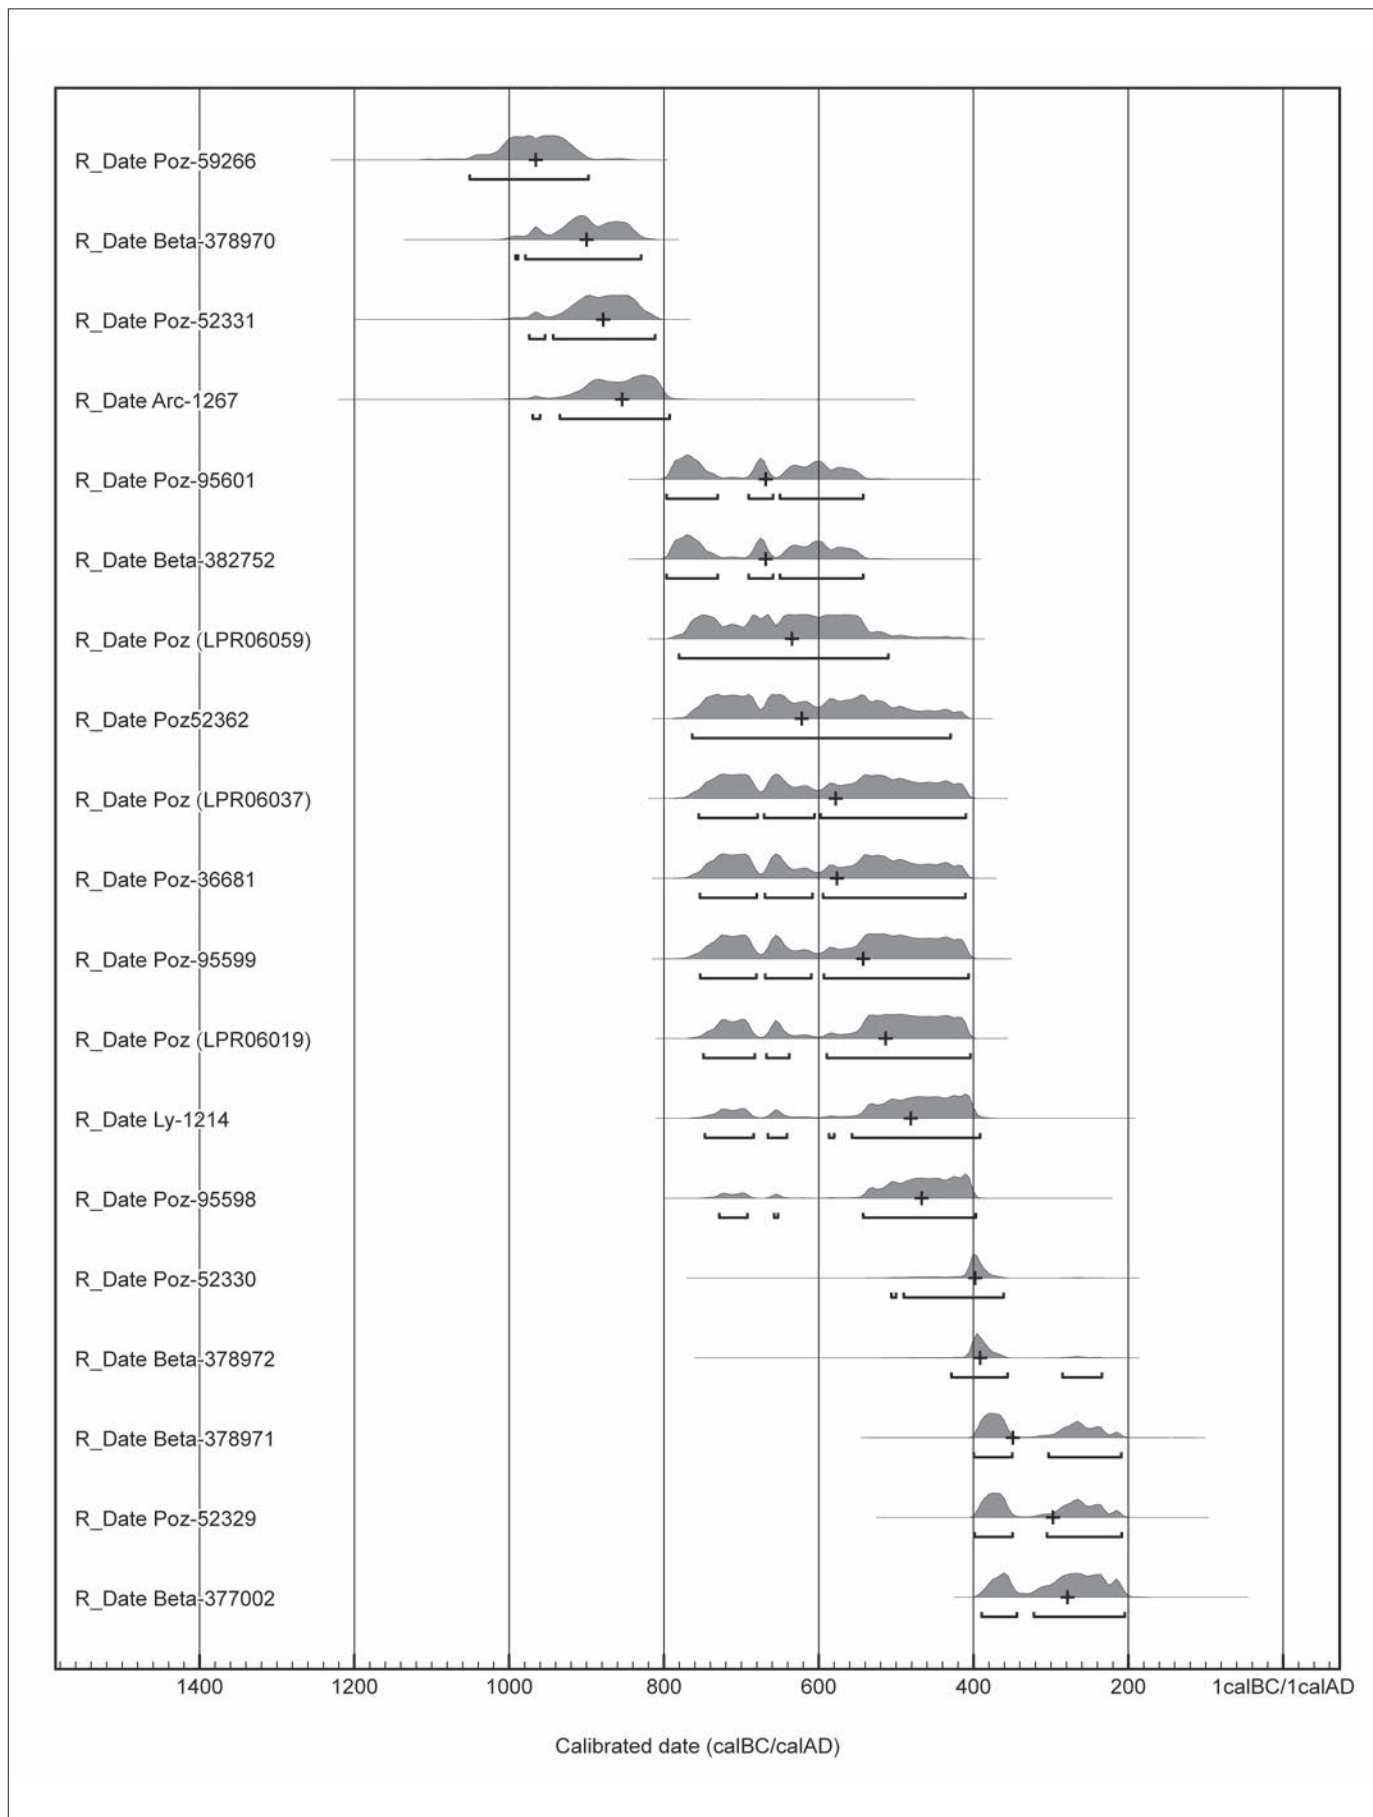 R_Date Poz-59266
R_Date Beta-378970
R_Date Poz-52331
R_Date Arc-1267
R_Date Poz-95601
R_Date Beta-382752
R_Date Poz (LPR06059)
R_Date Poz52362
R_Date Poz (LPR06037)
R_Date Poz-36681
R_Date Poz-95599
R_Date Poz (LPR06019)
R_Date Ly-1214
R_Date Poz-95598
R_Date Poz-52330
R_Date Beta-378972
R_Date Beta-378971
R_Date Poz-52329
R_Date Beta-377002
1400 1200 1000 800 600 400 200 1calBC/1calAD
Calibrated date (calBC/calAD)